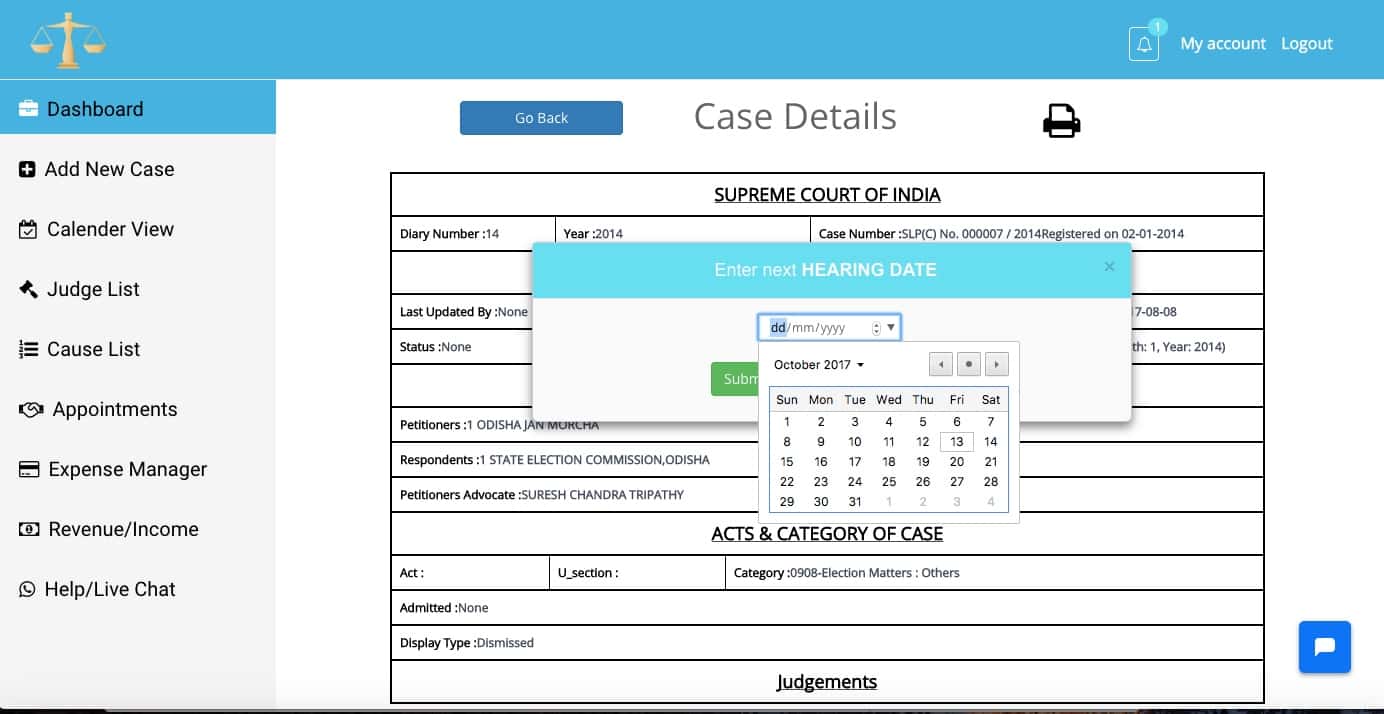 1
My account Logout
Dashboard
Add New Case
Calender View
Judge List
Cause List
Appointments
Expense Manager
Revenue/Income
Help/Live Chat
Go Back
Case Details
SUPREME COURT OF INDIA
Diary Number :14 Year :2014 Case Number :SLP(C) No. 000007 / 2014Registered on 02-01-2014
Enter next HEARING DATE ×
Last Updated By :None 7-08-08
dd/mm/yyyy
Status :None th: 1, Year: 2014)
October 2017
Sun Mon Tue Wed Thu Fri Sat
1 2 3 4 5 6 7
8 9 10 11 12 13 14
15 16 17 18 19 20 21
22 23 24 25 26 27 28
29 30 31 1 2 3 4
Petitioners :1 ODISHA JAN MORCHA
Respondents :1 STATE ELECTION COMMISSION,ODISHA
Petitioners Advocate :SURESH CHANDRA TRIPATHY
ACTS & CATEGORY OF CASE
Act : U_section : Category :0908-Election Matters : Others
Admitted :None
Display Type :Dismissed
Judgements